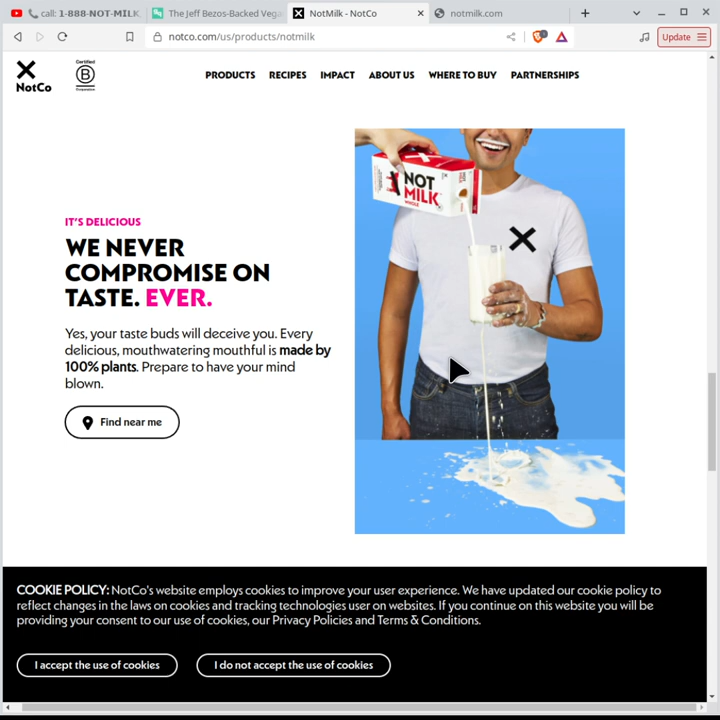 call: 1-888-NOT-MILK
The Jeff Bezos-Backed Vega
NotMilk - NotCo
notmilk.com
notco.com/us/products/notmilk
Update
NotCo
Certified
B
Corporation
PRODUCTS
RECIPES
IMPACT
ABOUT US
WHERE TO BUY
PARTNERSHIPS
NOT
MILK
WHOLE
IT'S DELICIOUS
WE NEVER
COMPROMISE ON
TASTE. EVER.
Yes, your taste buds will deceive you. Every
delicious, mouthwatering mouthful is made by
100% plants. Prepare to have your mind
blown.
Find near me
COOKIE POLICY: NotCo's website employs cookies to improve your user experience. We have updated our cookie policy to
reflect changes in the laws on cookies and tracking technologies user on websites. If you continue on this website you will be
providing your consent to our use of cookies, our Privacy Policies and Terms & Conditions.
I accept the use of cookies
I do not accept the use of cookies